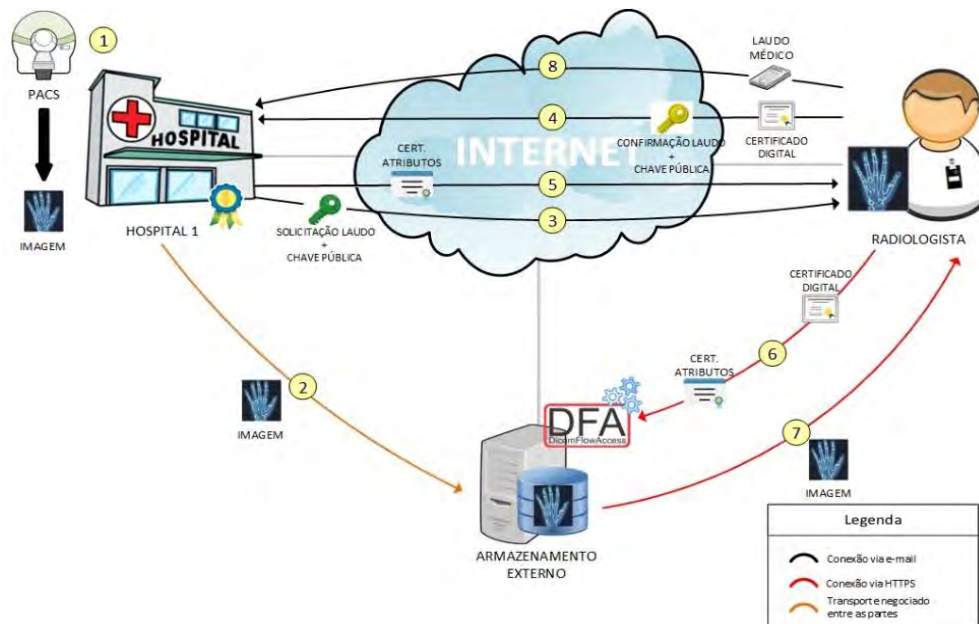 1
PACS
IMAGEM
HOSPITAL
HOSPITAL 1
8
LAUDO
MÉDICO
4
CONFIRMAÇÃO LAUDO
+
CHAVE PÚBLICA
CERTIFICADO
DIGITAL
INTERNET
CERT.
ATRIBUTOS
5
3
SOLICITAÇÃO LAUDO
+
CHAVE PÚBLICA
RADIOLOGISTA
2
IMAGEM
CERTIFICADO
DIGITAL
6
CERT.
ATRIBUTOS
DFA
DicomFlowAccess
7
IMAGEM
ARMAZENAMENTO
EXTERNO
Legenda
Conexão via e-mail
Conexão via HTTPS
Transporte negociado
entre as partes